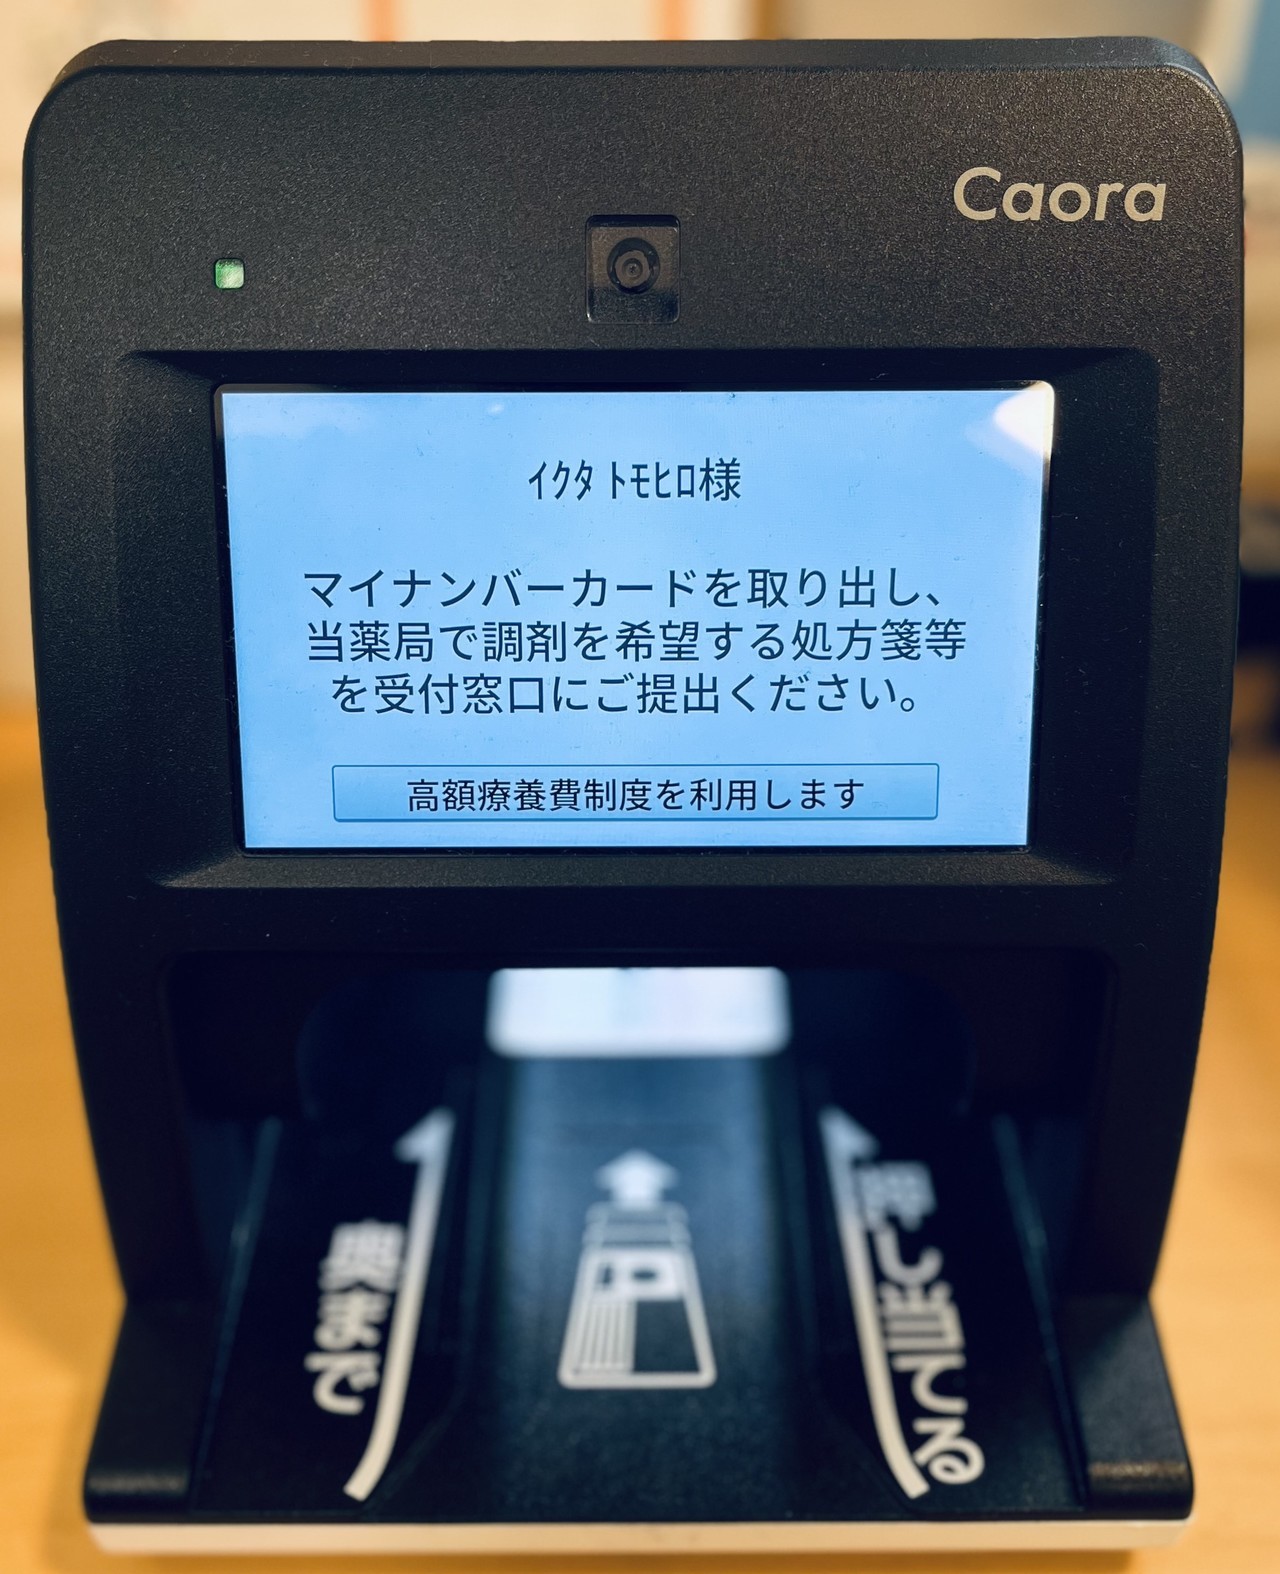 Caora
ｲｸﾀ ﾄﾓﾋﾛ様
マイナンバーカードを取り出し、
当薬局で調剤を希望する処方箋等
を受付窓口にご提出ください。
高額療養費制度を利用します
奥まで
押し当てる